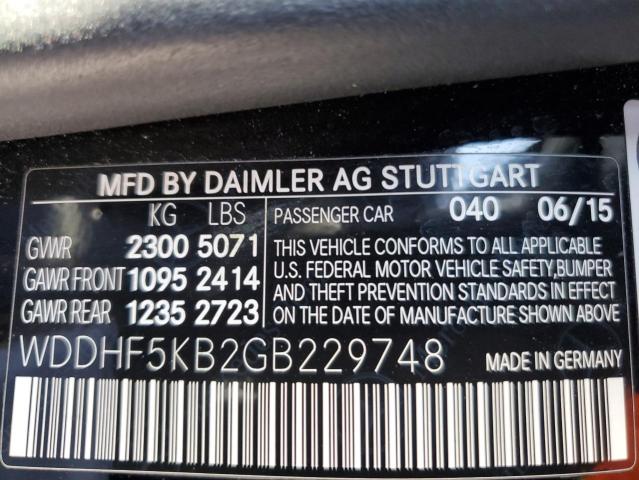 MFD BY DAIMLER AG STUTTGART
KG LBS PASSENGER CAR 040 06/15
GVWR 2300 5071 THIS VEHICLE CONFORMS TO ALL APPLICABLE
GAWR FRONT 1095 2414 U.S. FEDERAL MOTOR VEHICLE SAFETY,BUMPER
GAWR REAR 1235 2723 AND THEFT PREVENTION STANDARDS IN EFFECT
ON THE DATE OF MANUFACTURE SHOWN ABOVE
WDDHF5KB2GB229748
MADE IN GERMANY